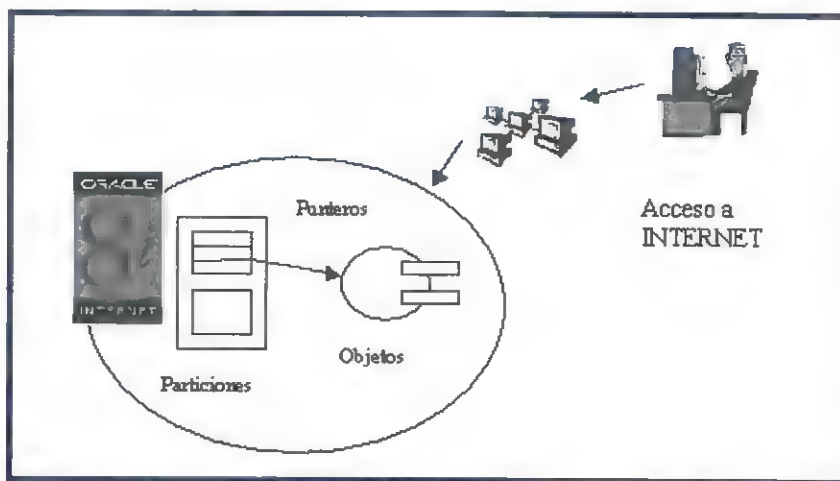 ORACLE
INTERNET
Punteros
Objetos
Particiones
Acceso a
INTERNET